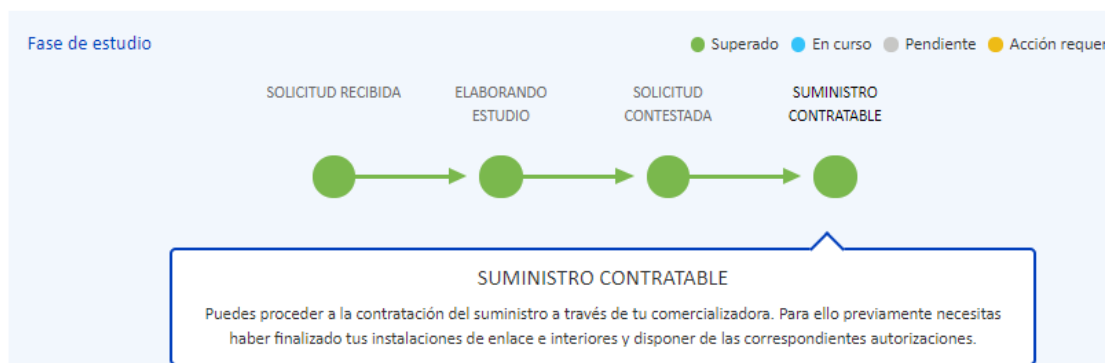 Fase de estudio
Superado En curso Pendiente Acción requer
SOLICITUD RECIBIDA ELABORANDO SOLICITUD SUMINISTRO
ESTUDIO CONTESTADA CONTRATABLE
SUMINISTRO CONTRATABLE
Puedes proceder a la contratación del suministro a través de tu comercializadora. Para ello previamente necesitas
haber finalizado tus instalaciones de enlace e interiores y disponer de las correspondientes autorizaciones.